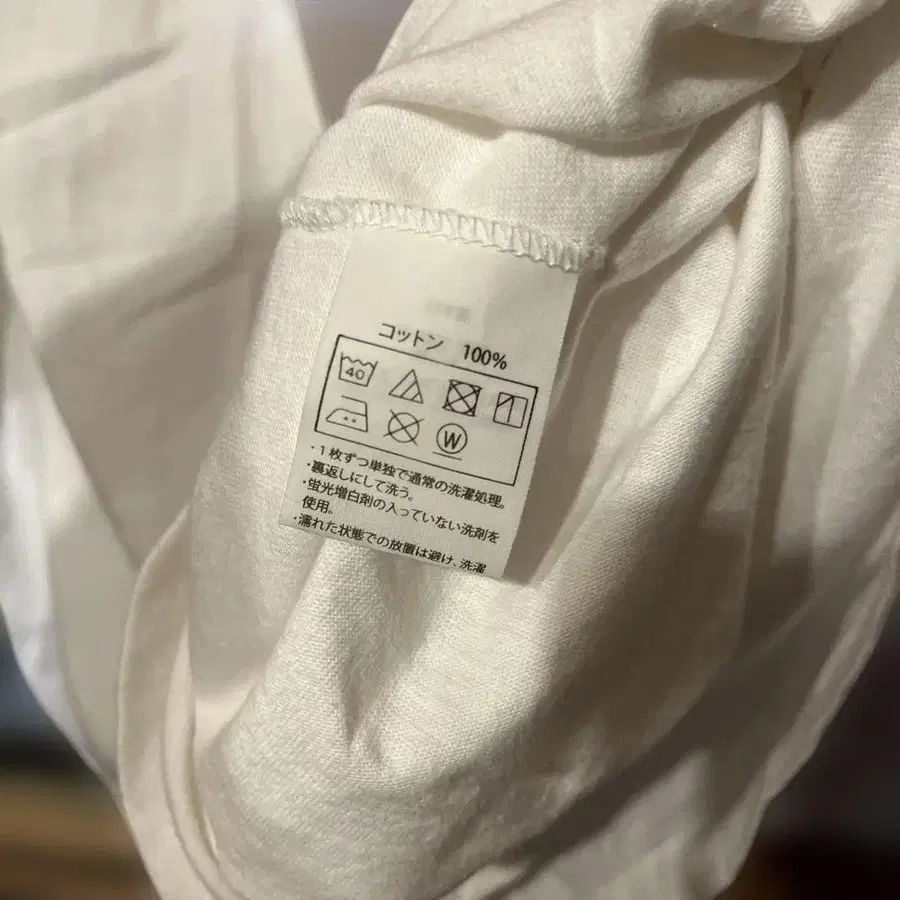 コットン 100%
40
W
・1枚ずつ単独で通常の洗濯処理。
・裏返しにして洗う。
・蛍光増白剤の入っていない洗剤を
使用。
・濡れた状態での放置は避け、洗濯